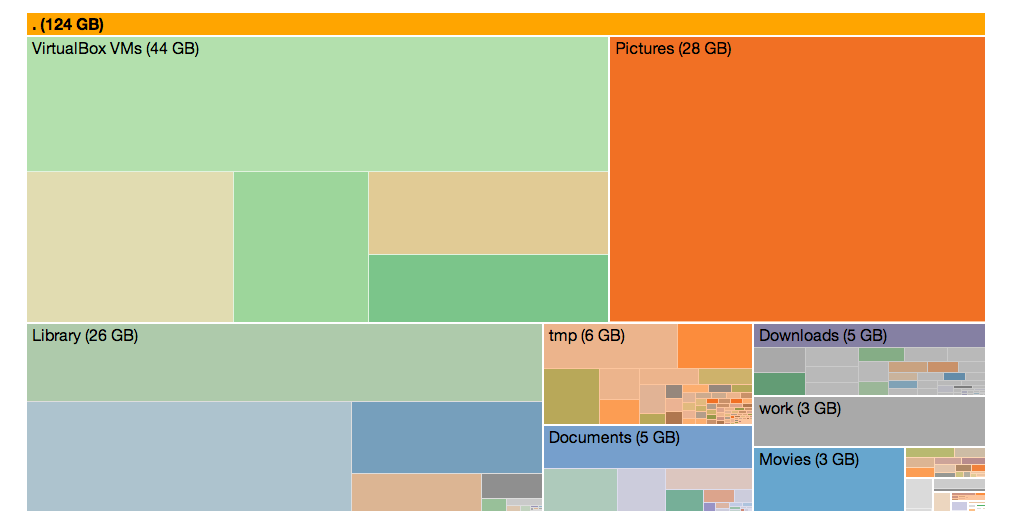 . (124 GB)
VirtualBox VMs (44 GB)
Pictures (28 GB)
Library (26 GB)
tmp (6 GB)
Downloads (5 GB)
work (3 GB)
Documents (5 GB)
Movies (3 GB)